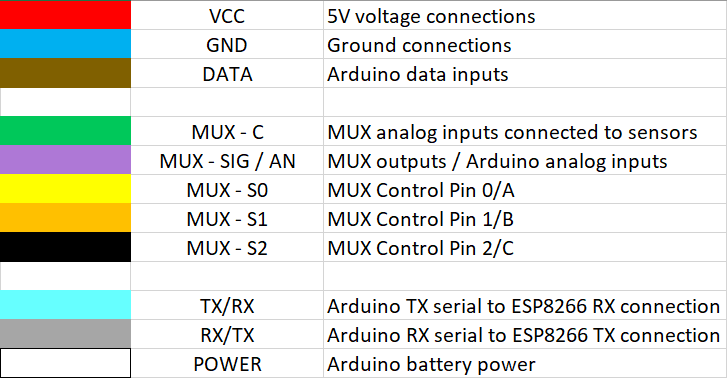 VCC 5V voltage connections
GND Ground connections
DATA Arduino data inputs
MUX - C MUX analog inputs connected to sensors
MUX - SIG / AN MUX outputs / Arduino analog inputs
MUX - S0 MUX Control Pin 0/A
MUX - S1 MUX Control Pin 1/B
MUX - S2 MUX Control Pin 2/C
TX/RX Arduino TX serial to ESP8266 RX connection
RX/TX Arduino RX serial to ESP8266 TX connection
POWER Arduino battery power